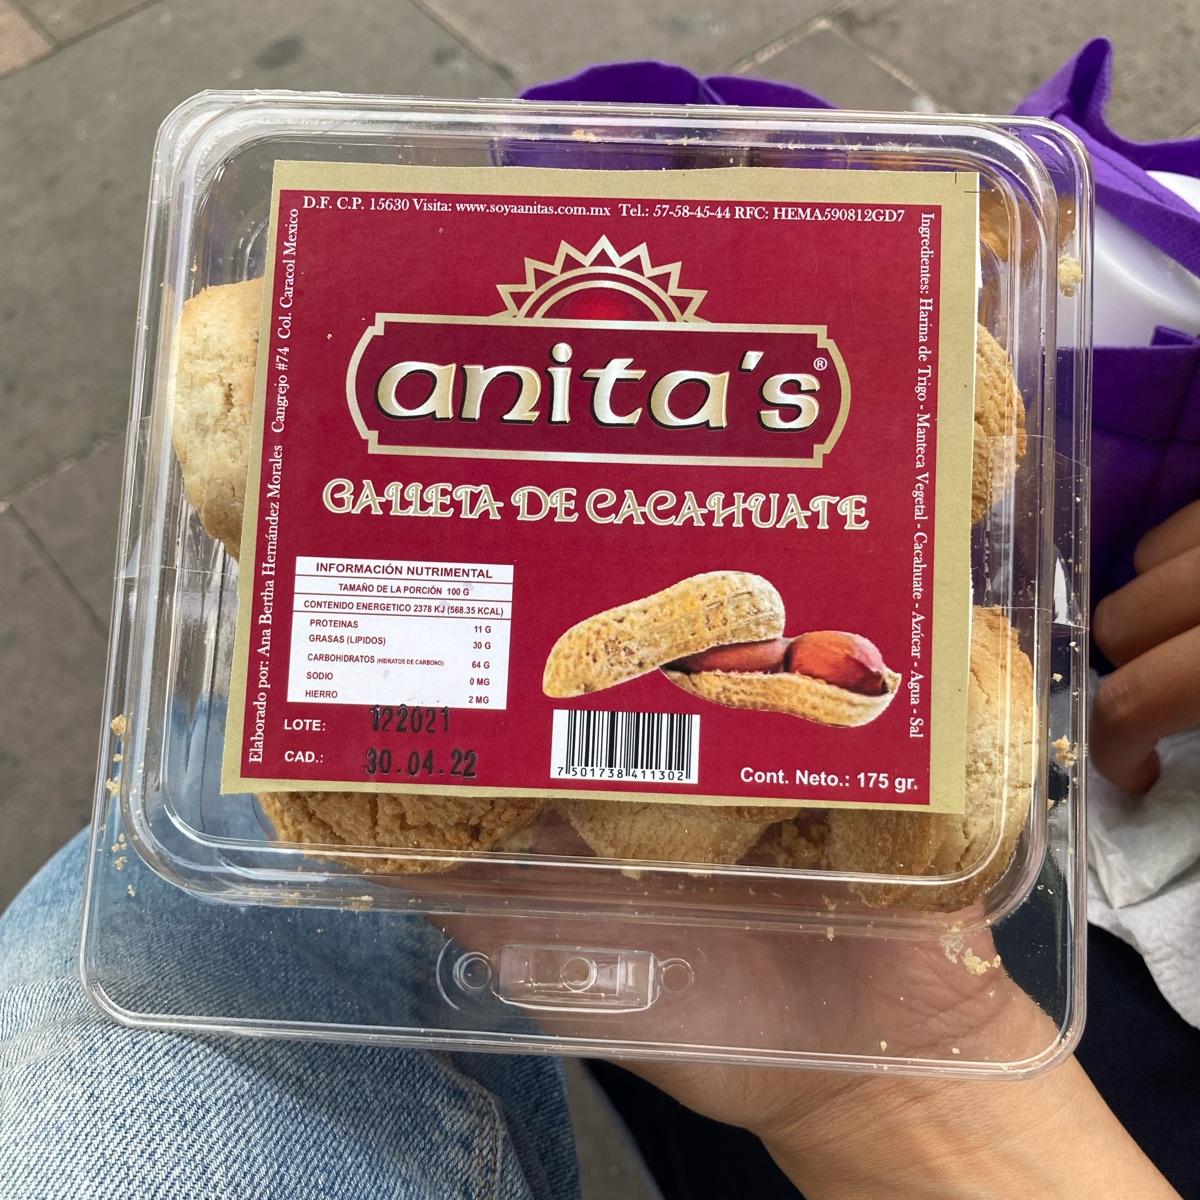 D.F. C.P. 15630 Visita: www.soyaanitas.com.mx Tel.: 57-58-45-44 RFC: HEMA590812GD7
Elaborado por: Ana Bertha Hernández Morales Cangrejo #74 Col. Caracol Mexico
anita's®
GALLETA DE CACAHUATE
INFORMACIÓN NUTRIMENTAL
TAMAÑO DE LA PORCIÓN 100 G
CONTENIDO ENERGETICO 2378 KJ (568.35 KCAL)
PROTEINAS 11 G
GRASAS (LIPIDOS) 30 G
CARBOHIDRATOS (HIDRATOS DE CARBONO) 64 G
SODIO 0 MG
HIERRO 2 MG
LOTE: 122021
CAD.: 30.04.22
7 501738 411302
Cont. Neto.: 175 gr.
Ingredientes: Harina de Trigo - Manteca Vegetal - Cacahuate - Azúcar - Agua - Sal